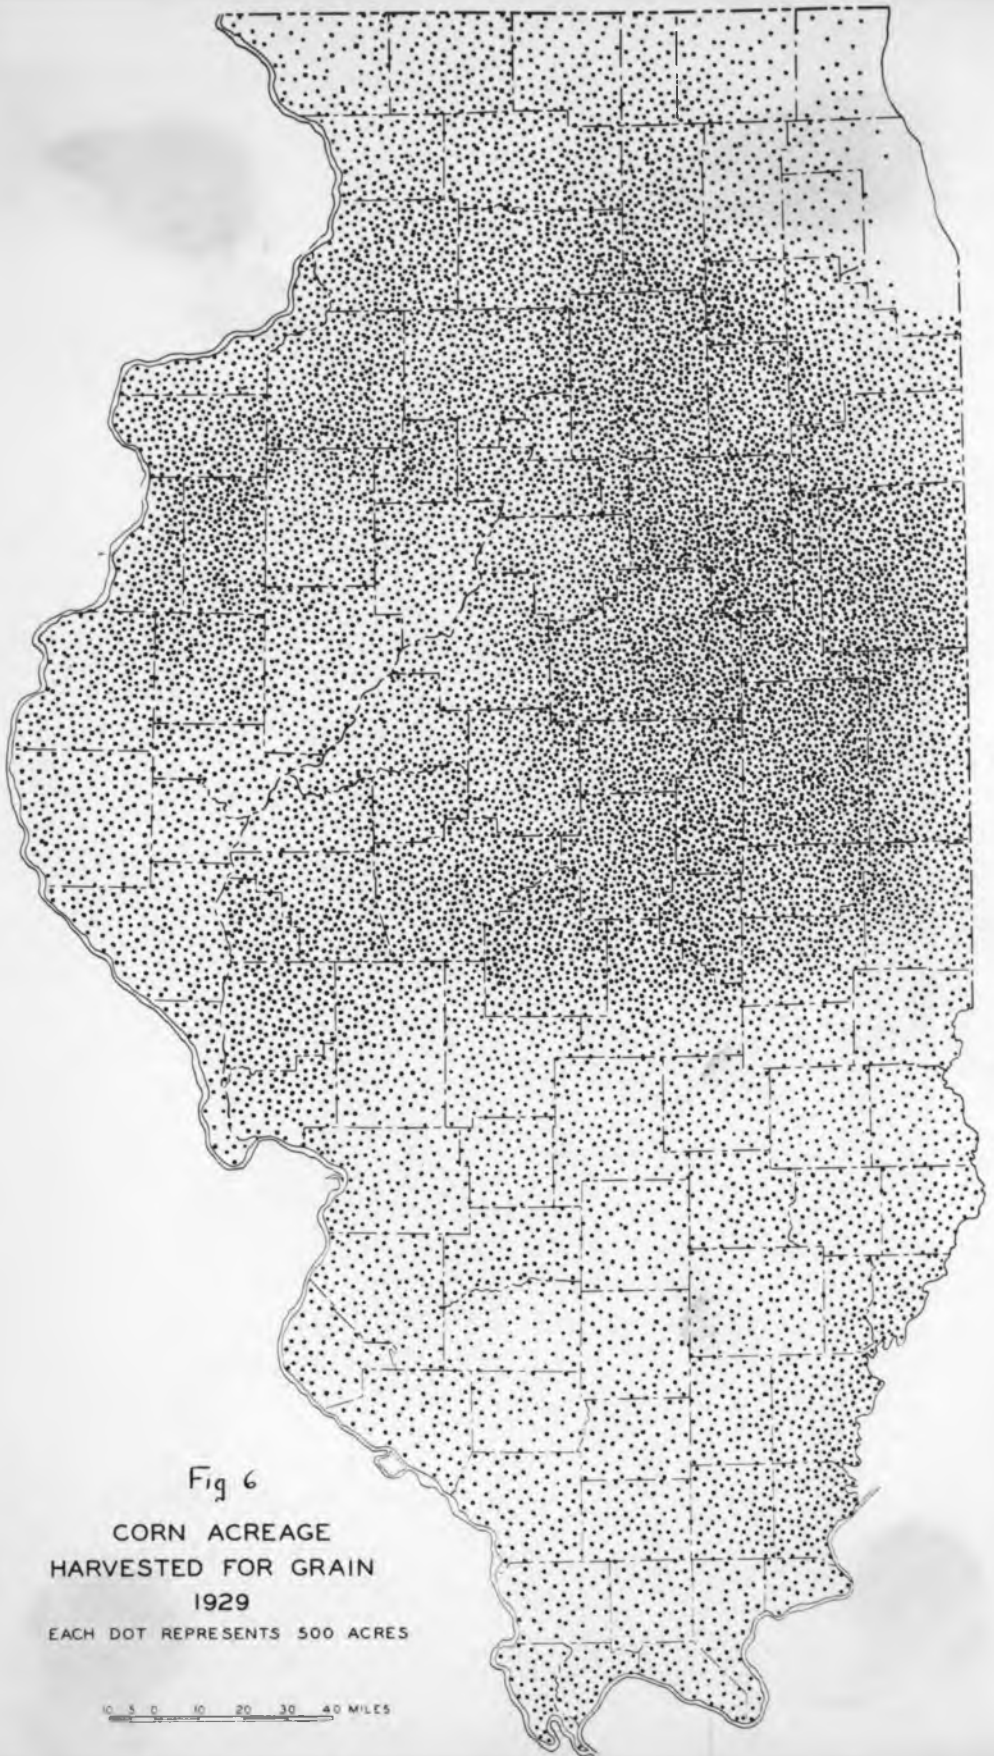 Fig 6
CORN ACREAGE
HARVESTED FOR GRAIN
1929
EACH DOT REPRESENTS 500 ACRES
10 5 0 10 20 30 40 MILES